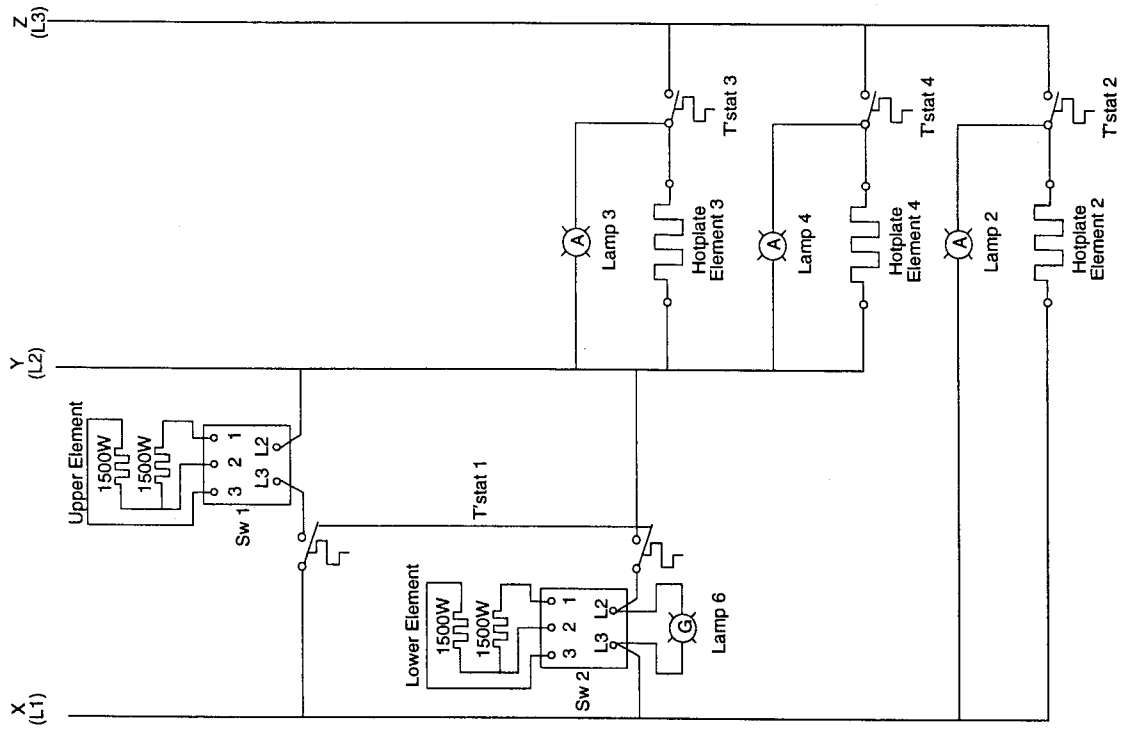 X
(L1)
Y
(L2)
Z
(L3)
Upper Element
1500W
1500W
3 2 1
L3 L2
Sw 1
T'stat 1
Lower Element
1500W
1500W
3 2 1
L3 L2
Sw 2
G
Lamp 6
A
Lamp 3
Hotplate
Element 3
T'stat 3
A
Lamp 4
Hotplate
Element 4
T'stat 4
A
Lamp 2
Hotplate
Element 2
T'stat 2